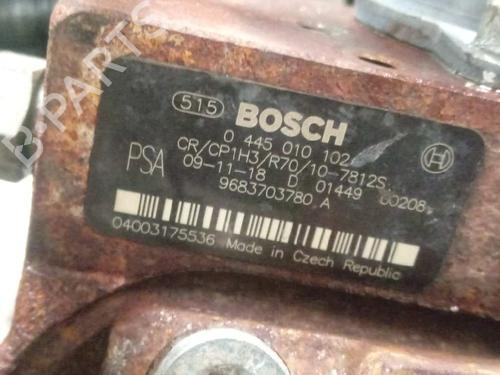 B-PARTS
515 BOSCH
0 445 010 102
CR/CP1H3/R70/10-7812S
PSA 09-11-18 D 01449 00208
9683703780 A
04003175536 Made in Czech Republic